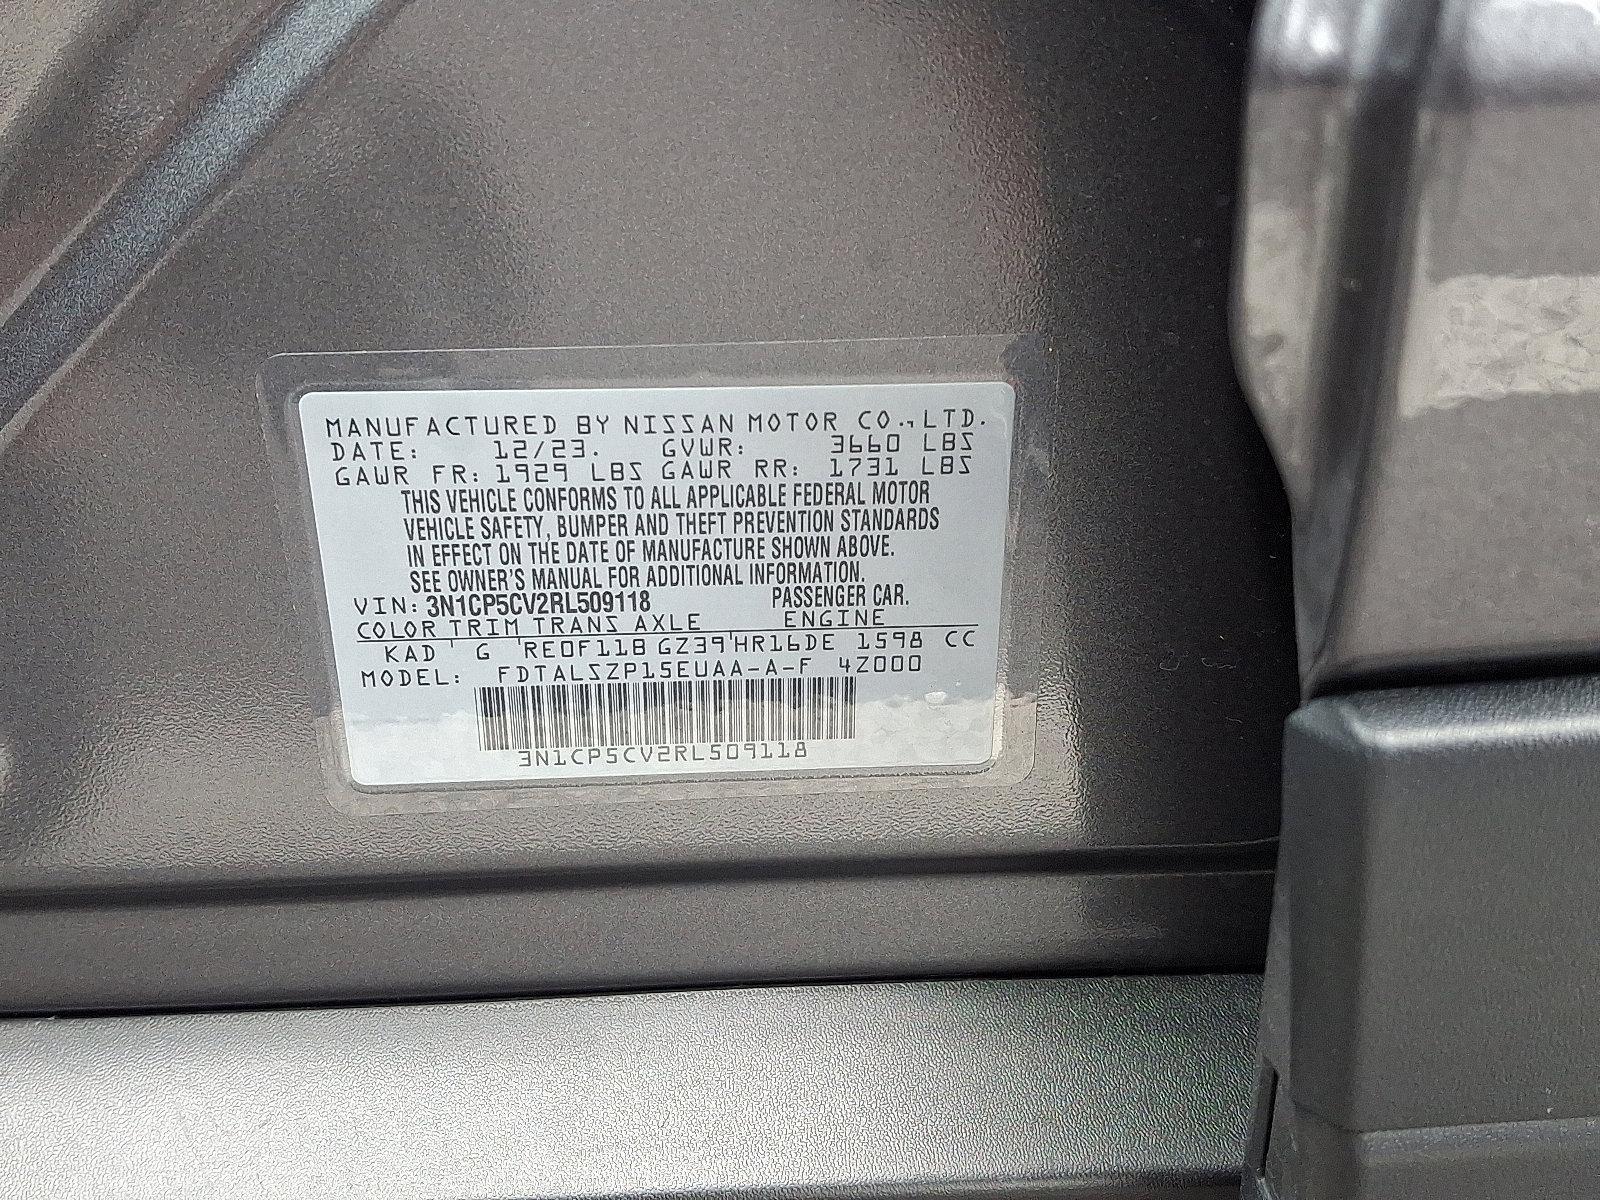 MANUFACTURED BY NISSAN MOTOR CO., LTD.
DATE: 12/23. GVWR: 3660 LBS
GAWR FR: 1929 LBS GAWR RR: 1731 LBS
THIS VEHICLE CONFORMS TO ALL APPLICABLE FEDERAL MOTOR
VEHICLE SAFETY, BUMPER AND THEFT PREVENTION STANDARDS
IN EFFECT ON THE DATE OF MANUFACTURE SHOWN ABOVE.
SEE OWNER'S MANUAL FOR ADDITIONAL INFORMATION.
VIN: 3N1CP5CV2RL509118 PASSENGER CAR.
COLOR TRIM TRANS AXLE ENGINE
KAD G RE0F11B GZ39 HR16DE 1598 CC
MODEL: FDTALSZP15EUAA-A-F 4Z000
3N1CP5CV2RL509118